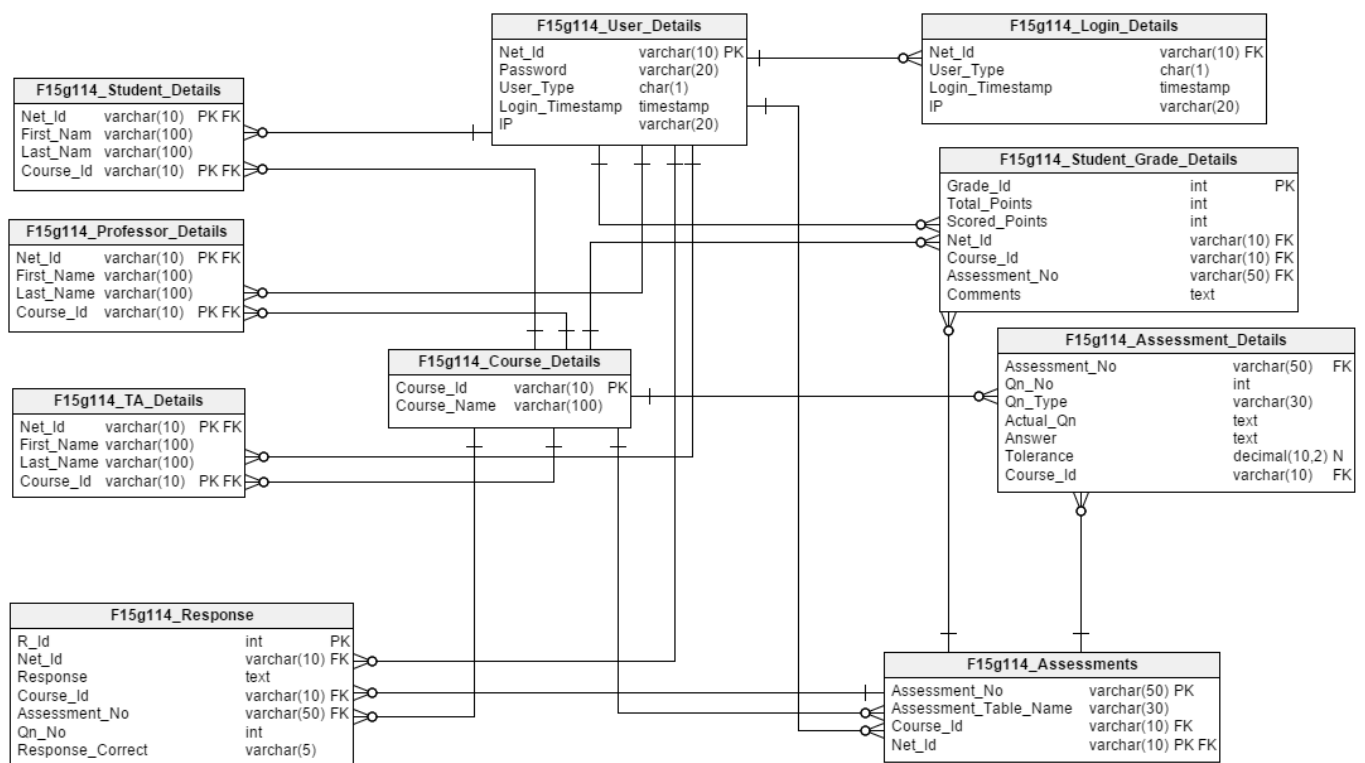 F15g114_User_Details
Net_Id varchar(10) PK
Password varchar(20)
User_Type char(1)
Login_Timestamp timestamp
IP varchar(20)
F15g114_Login_Details
Net_Id varchar(10) FK
User_Type char(1)
Login_Timestamp timestamp
IP varchar(20)
F15g114_Student_Details
Net_Id varchar(10) PK FK
First_Nam varchar(100)
Last_Nam varchar(100)
Course_Id varchar(10) PK FK
F15g114_Student_Grade_Details
Grade_Id int PK
Total_Points int
Scored_Points int
Net_Id varchar(10) FK
Course_Id varchar(10) FK
Assessment_No varchar(50) FK
Comments text
F15g114_Professor_Details
Net_Id varchar(10) PK FK
First_Name varchar(100)
Last_Name varchar(100)
Course_Id varchar(10) PK FK
F15g114_Course_Details
Course_Id varchar(10) PK
Course_Name varchar(100)
F15g114_Assessment_Details
Assessment_No varchar(50) FK
Qn_No int
Qn_Type varchar(30)
Actual_Qn text
Answer text
Tolerance decimal(10,2) N
Course_Id varchar(10) FK
F15g114_TA_Details
Net_Id varchar(10) PK FK
First_Name varchar(100)
Last_Name varchar(100)
Course_Id varchar(10) PK FK
F15g114_Response
R_Id int PK
Net_Id varchar(10) FK
Response text
Course_Id varchar(10) FK
Assessment_No varchar(50) FK
Qn_No int
Response_Correct varchar(5)
F15g114_Assessments
Assessment_No varchar(50) PK
Assessment_Table_Name varchar(30)
Course_Id varchar(10) FK
Net_Id varchar(10) PK FK